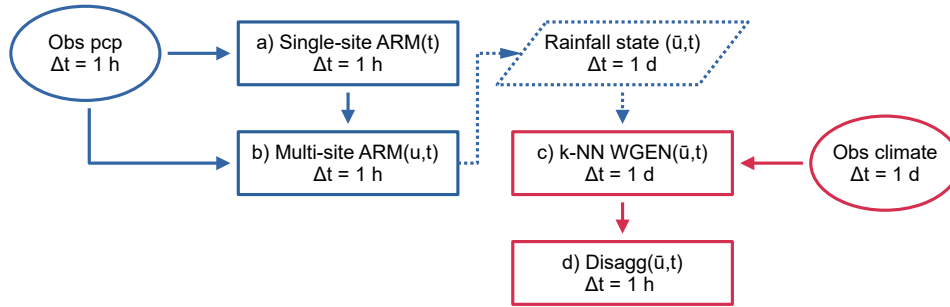 Obs pcp
Δt = 1 h
a) Single-site ARM(t)
Δt = 1 h
Rainfall state (ū,t)
Δt = 1 d
b) Multi-site ARM(u,t)
Δt = 1 h
c) k-NN WGEN(ū,t)
Δt = 1 d
Obs climate
Δt = 1 d
d) Disagg(ū,t)
Δt = 1 h